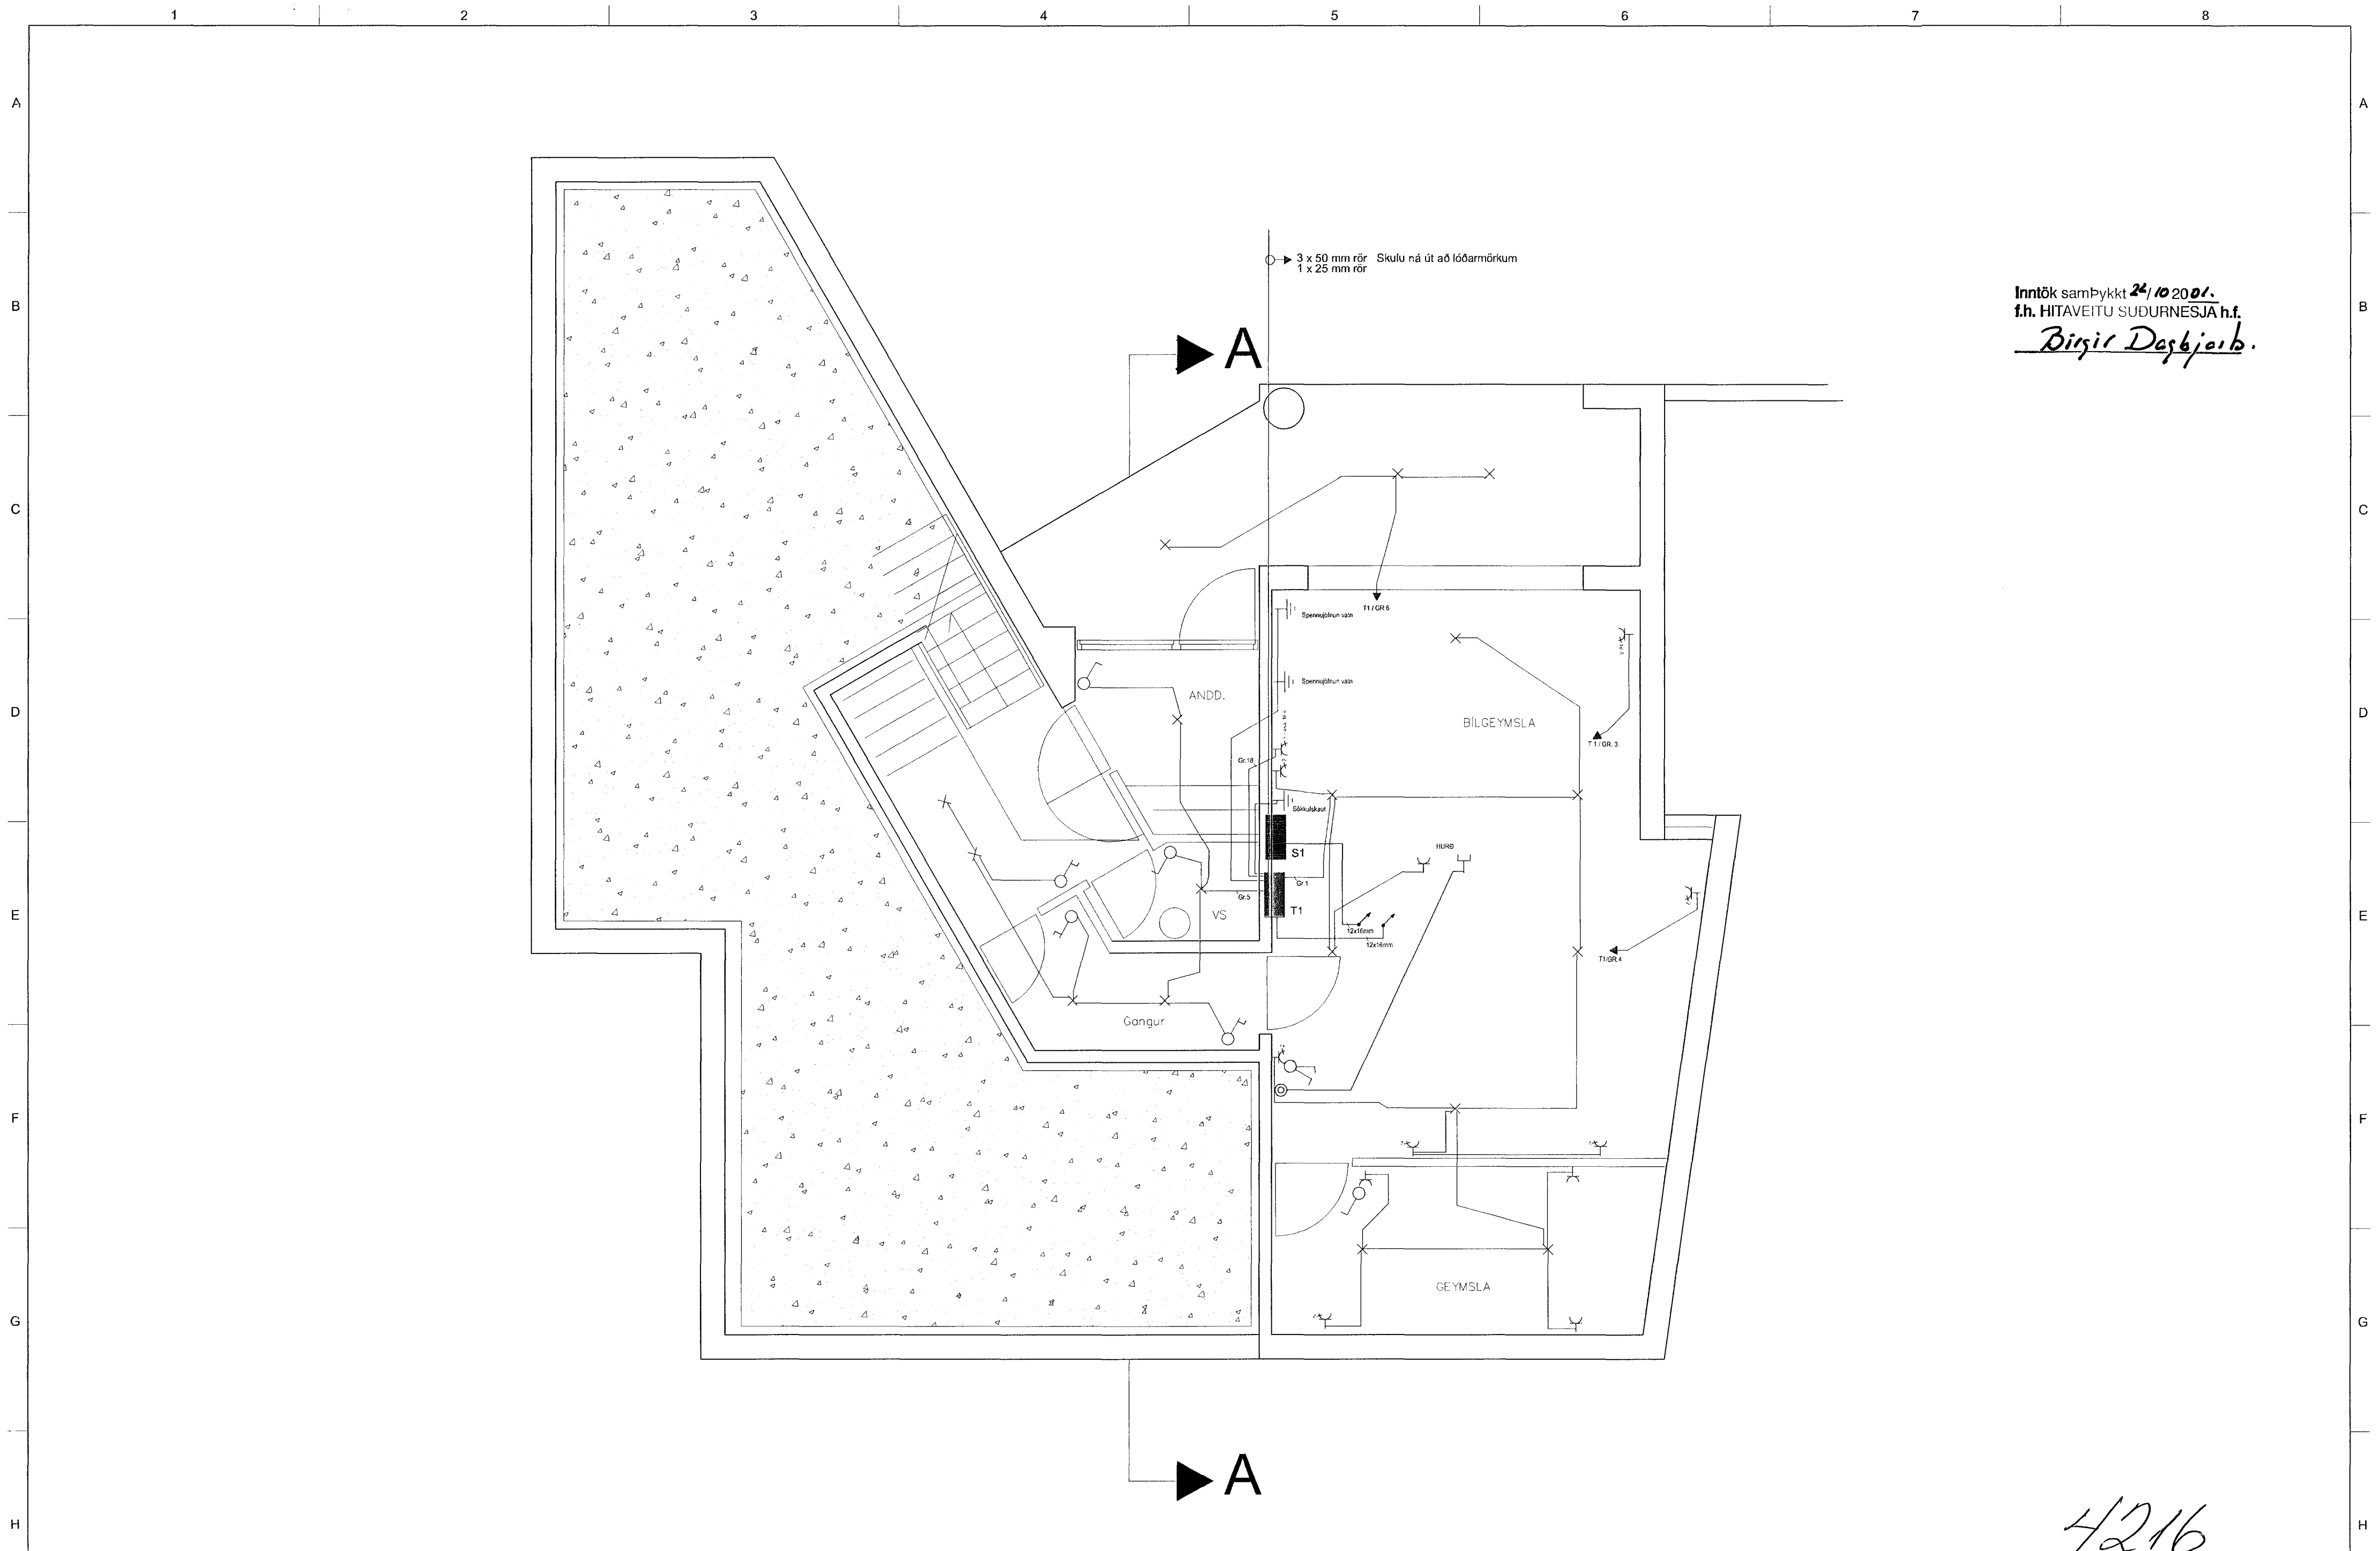 1 2 3 4 5 6 7 8
A A
3 x 50 mm rör Skulu ná út að lóðarmörkum
1 x 25 mm rör
Inntök samÞykkt 22/10 2001.
f.h. HITAVEITU SUÐURNESJA h.f.
Birgir Dagbjarts.
B B
A
C C
T1 / GR.6
Spennujöfnun vatn
Spennujöfnun vatn
ANDD.
BÍLGEYMSLA
D D
T 1 / GR. 3
Gr.18
Sökkulskaut
S1
HURÐ
Gr.1
Gr.5
T1
VS
E E
12x16mm
12x16mm
T1/GR.4
Gangur
F F
GEYMSLA
G G
A
H H
4216